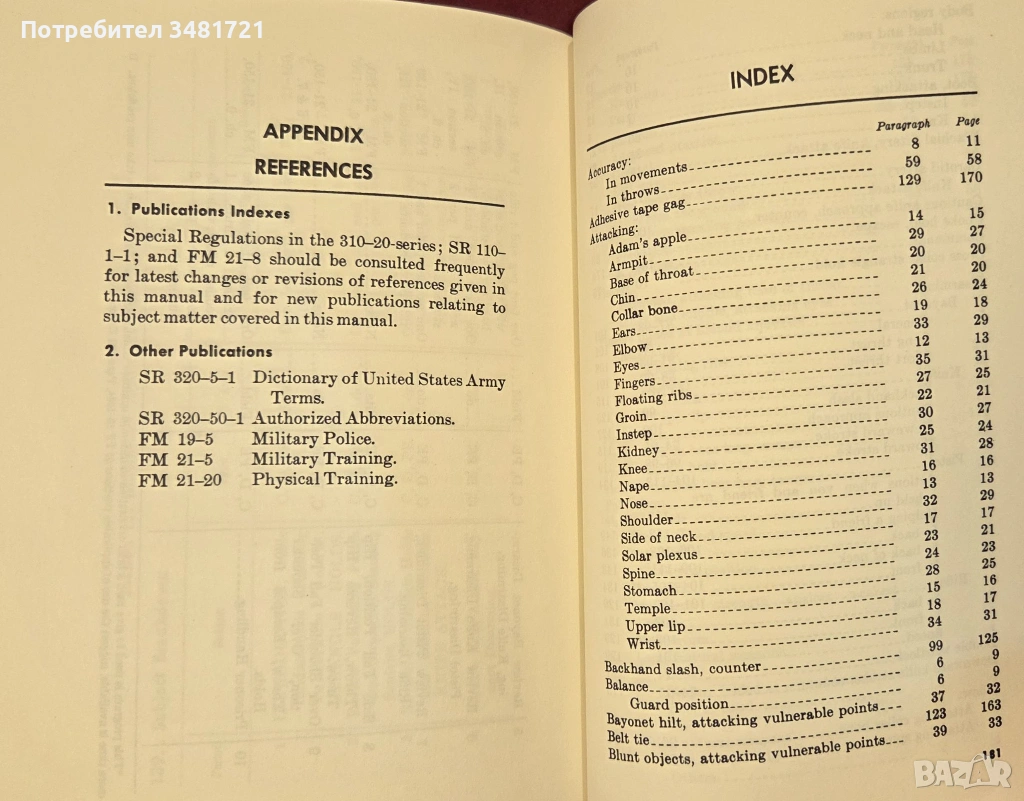 Потребител 3481721
APPENDIX
REFERENCES
1. Publications Indexes
Special Regulations in the 310–20-series; SR 110–
1–1; and FM 21–8 should be consulted frequently
for latest changes or revisions of references given in
this manual and for new publications relating to
subject matter covered in this manual.
2. Other Publications
SR 320–5–1 Dictionary of United States Army
Terms.
SR 320–50–1 Authorized Abbreviations.
FM 19–5 Military Police.
FM 21–5 Military Training.
FM 21–20 Physical Training.
INDEX
Paragraph Page
Accuracy:
In movements 8 11
In throws 59 58
Adhesive tape gag 129 170
Attacking:
Adam's apple 14 15
Armpit 29 27
Base of throat 20 20
Chin 21 20
Collar bone 26 24
Ears 19 18
Elbow 33 29
Eyes 12 13
Fingers 35 31
Floating ribs 27 25
Groin 22 21
Instep 30 27
Kidney 25 24
Knee 31 28
Nape 16 16
Nose 13 13
Shoulder 32 29
Side of neck 17 17
Solar plexus 23 21
Spine 24 23
Stomach 28 25
Temple 15 16
Upper lip 18 17
Wrist 34 31
Backhand slash, counter 99 125
Balance 6 9
Guard position 6 9
Bayonet hilt, attacking vulnerable points 37 32
Belt tie 123 163
Blunt objects, attacking vulnerable points 39 33
181
BAZAR